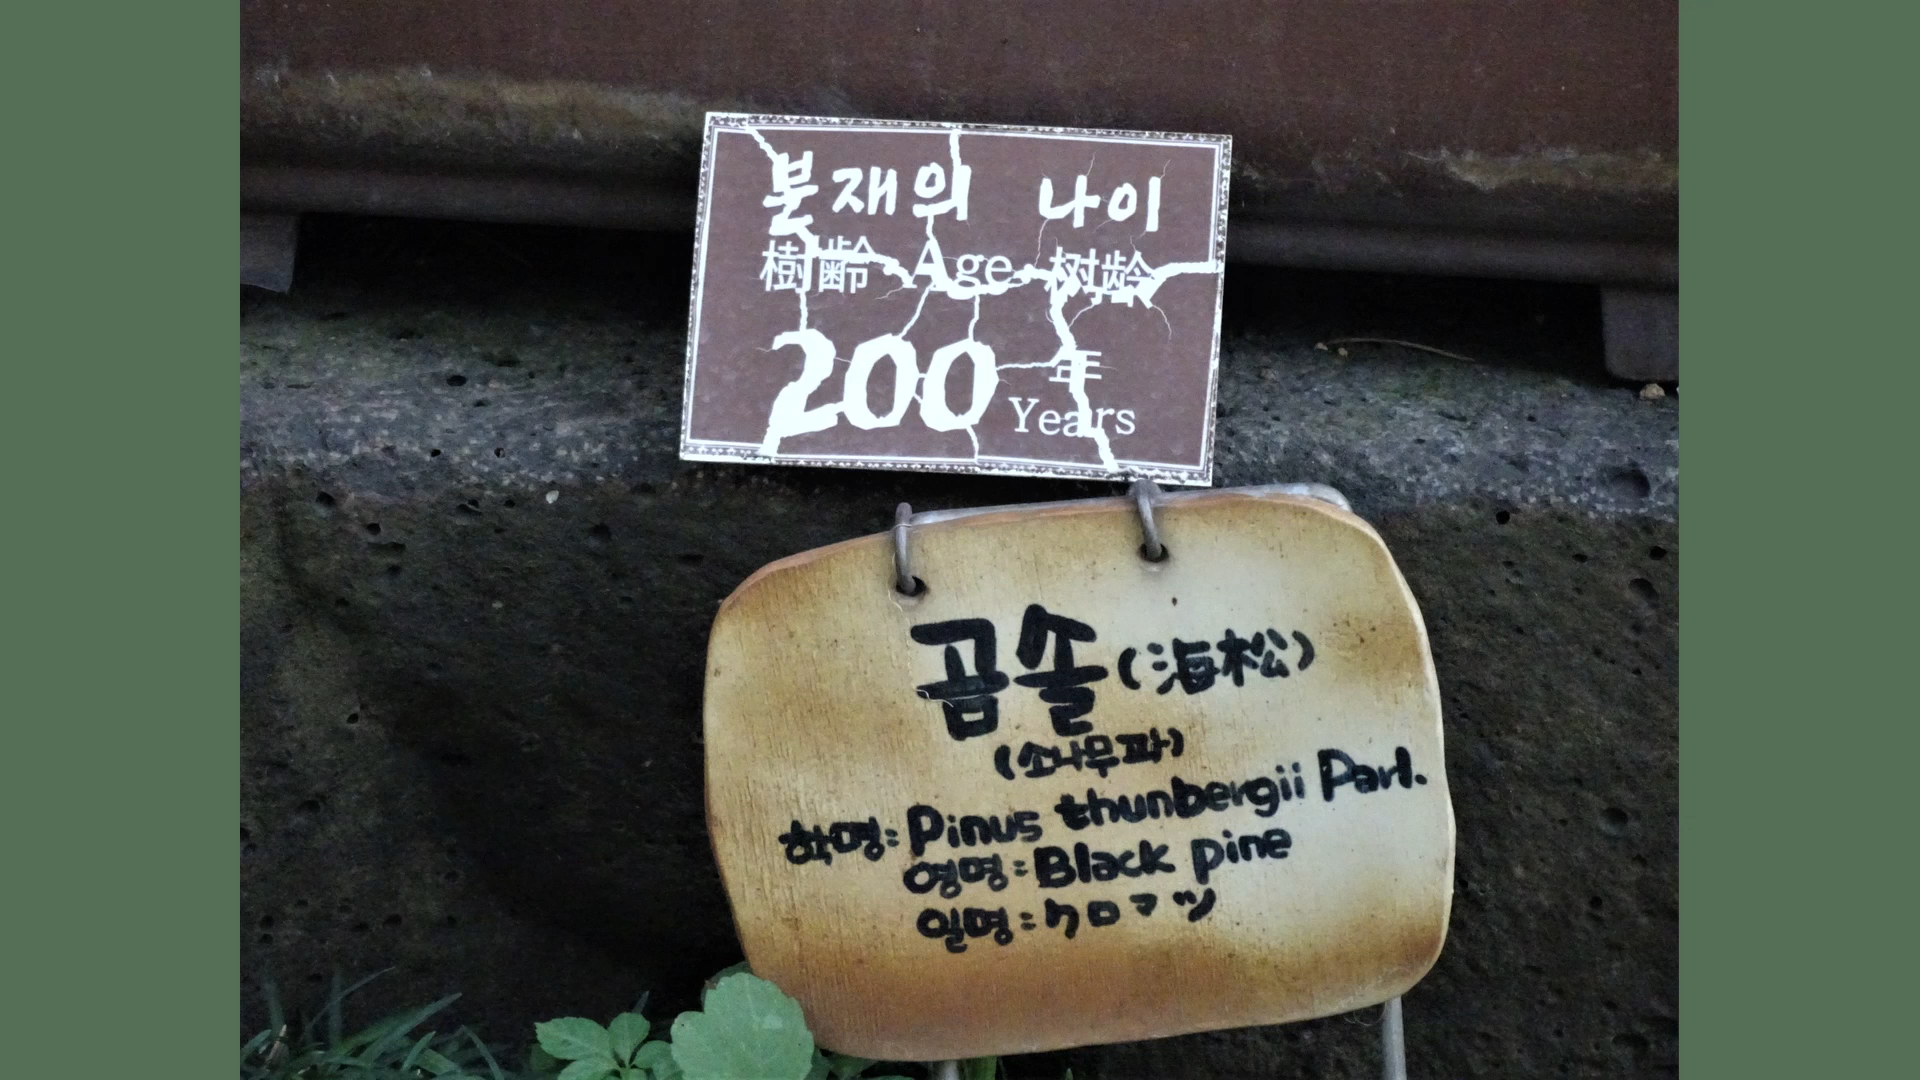 분재의 나이
樹齢・Age・树龄
200 年
Years
곰솔(海松)
(소나무과)
학명: Pinus thunbergii Parl.
영명: Black pine
일명: クロマツ